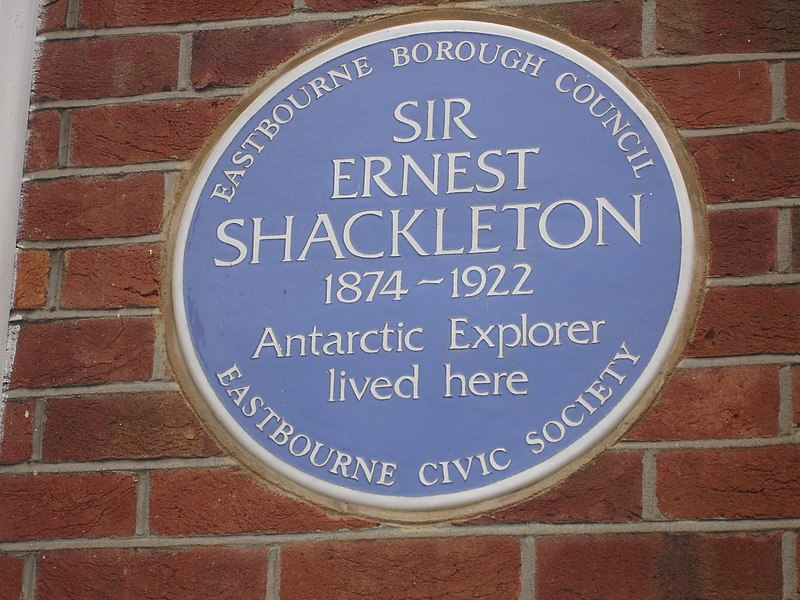 EASTBOURNE BOROUGH COUNCIL
SIR
ERNEST
SHACKLETON
1874~1922
Antarctic Explorer
lived here
EASTBOURNE CIVIC SOCIETY